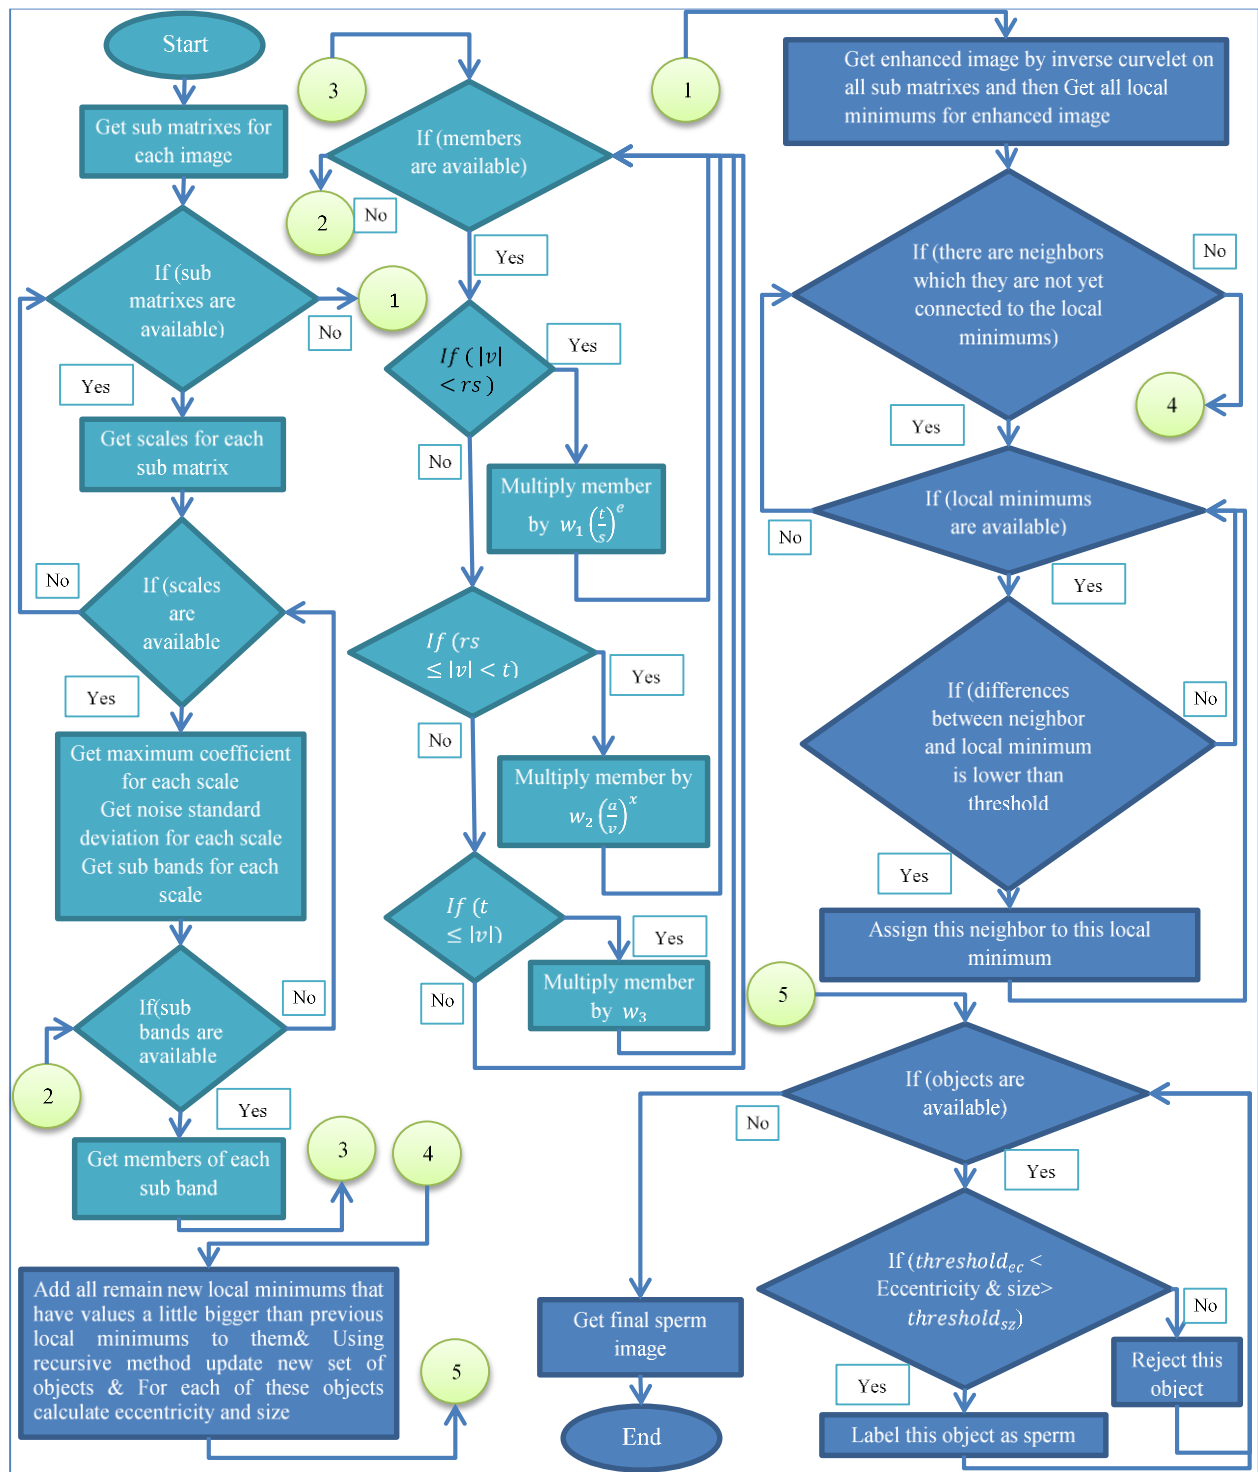 Start
Get sub matrixes for
each image
If (sub
matrixes are
available)
No
1
Yes
Get scales for each
sub matrix
If (scales
are
available
No
Yes
Get maximum coefficient
for each scale
Get noise standard
deviation for each scale
Get sub bands for each
scale
If(sub
bands are
available
No
2
Yes
Get members of each
sub band
3
4
Add all remain new local minimums that
have values a little bigger than previous
local minimums to them& Using
recursive method update new set of
objects & For each of these objects
calculate eccentricity and size
5
3
If (members
are available)
2
No
Yes
If (|v|
< rs )
Yes
No
Multiply member
by w₁ (t/s)^e
If (rs
≤ |v| < t)
Yes
No
Multiply member by
w₂ (a/v)^x
If (t
≤ |v|)
Yes
No
Multiply member
by w₃
1
Get enhanced image by inverse curvelet on
all sub matrixes and then Get all local
minimums for enhanced image
If (there are neighbors
which they are not yet
connected to the local
minimums)
No
4
Yes
If (local minimums
are available)
No
Yes
If (differences
between neighbor
and local minimum
is lower than
threshold
No
Yes
Assign this neighbor to this local
minimum
5
If (objects are
available)
No
Yes
If (threshold_ec <
Eccentricity & size>
threshold_sz)
No
Reject this
object
Yes
Label this object as sperm
Get final sperm
image
End